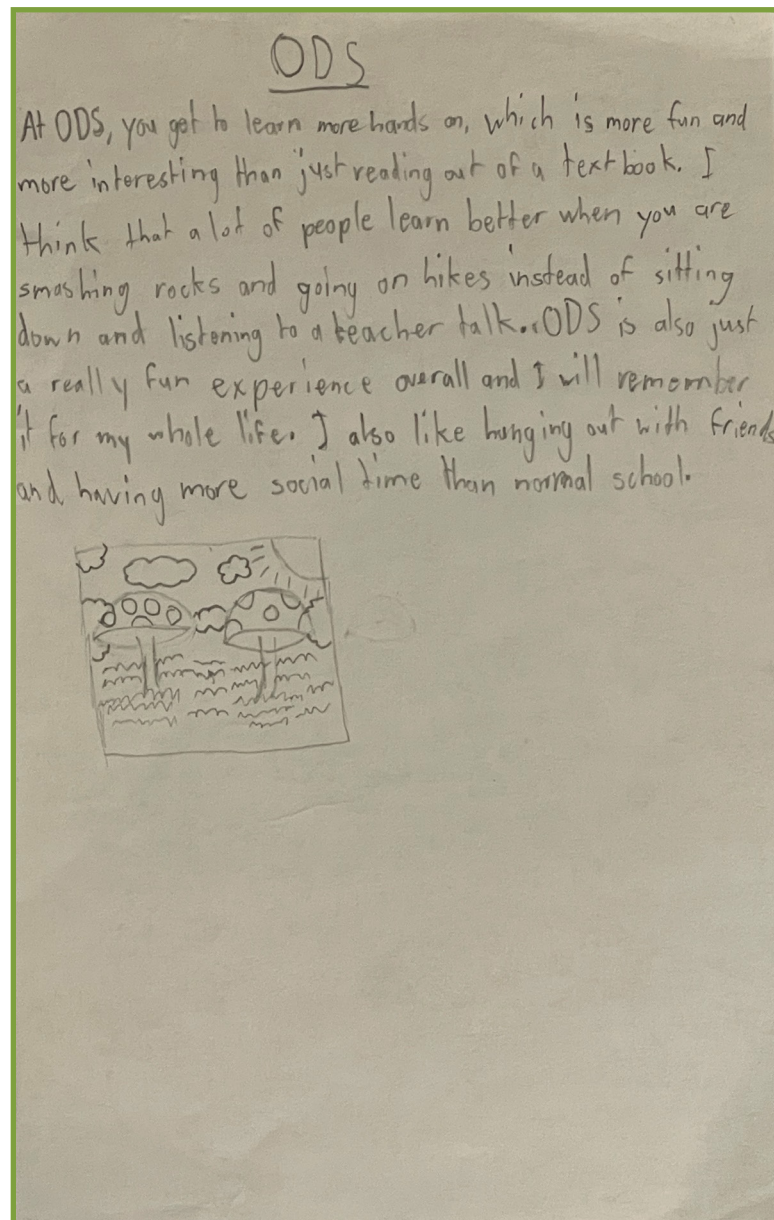 ODS
At ODS, you get to learn more hands on, which is more fun and
more interesting than just reading out of a textbook. I
think that a lot of people learn better when you are
smashing rocks and going on hikes instead of sitting
down and listening to a teacher talk. ODS is also just
a really fun experience overall and I will remember
it for my whole life. I also like hanging out with friends
and having more social time than normal school.